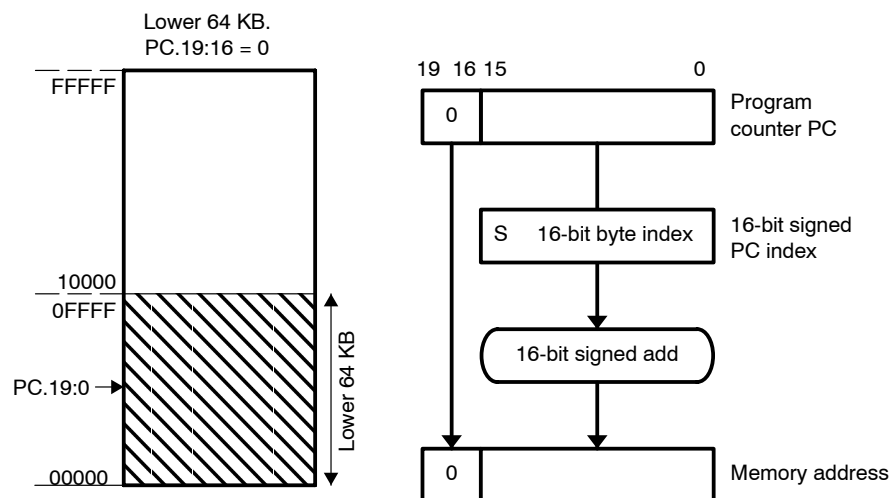 Lower 64 KB.
PC.19:16 = 0
FFFFF
10000
0FFFF
PC.19:0
00000
Lower 64 KB
19 16 15 0
0
Program
counter PC
S 16-bit byte index
16-bit signed
PC index
16-bit signed add
0
Memory address